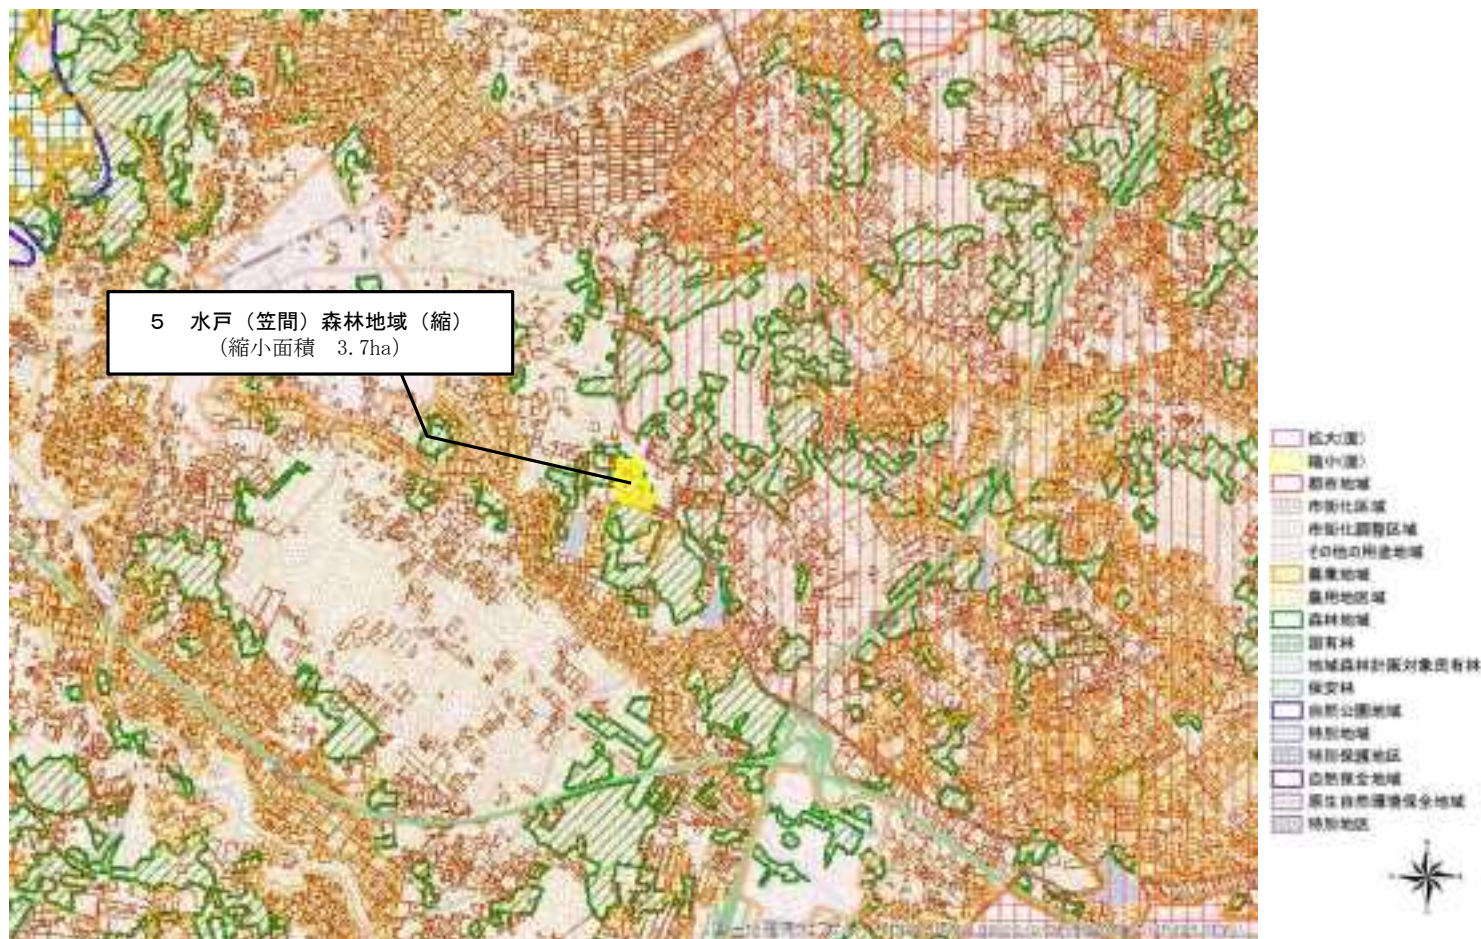 5　水戸（笠間）森林地域（縮）
（縮小面積　3.7ha）
拡大(面)
縮小(面)
都市地域
市街化区域
市街化調整区域
その他の用途地域
農業地域
農用地区域
森林地域
国有林
地域森林計画対象民有林
保安林
自然公園地域
特別地域
特別保護地区
自然保全地域
原生自然環境保全地域
特別地区